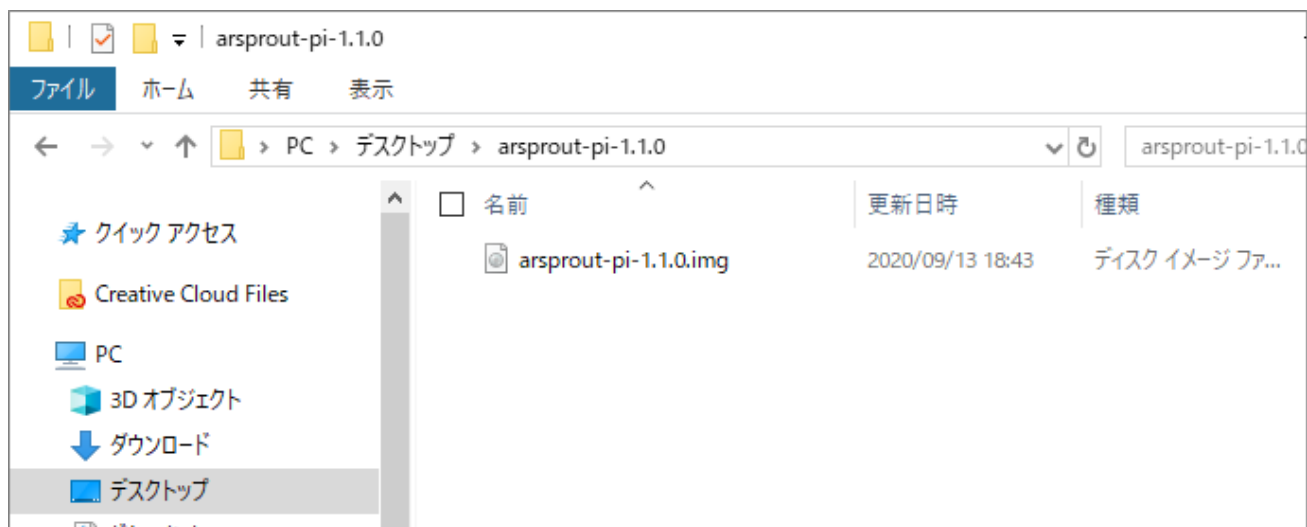 arsprout-pi-1.1.0
ファイル ホーム 共有 表示
PC デスクトップ arsprout-pi-1.1.0 arsprout-pi-1.1.0
名前 更新日時 種類
クイック アクセス
arsprout-pi-1.1.0.img 2020/09/13 18:43 ディスク イメージ ファ...
Creative Cloud Files
PC
3D オブジェクト
ダウンロード
デスクトップ